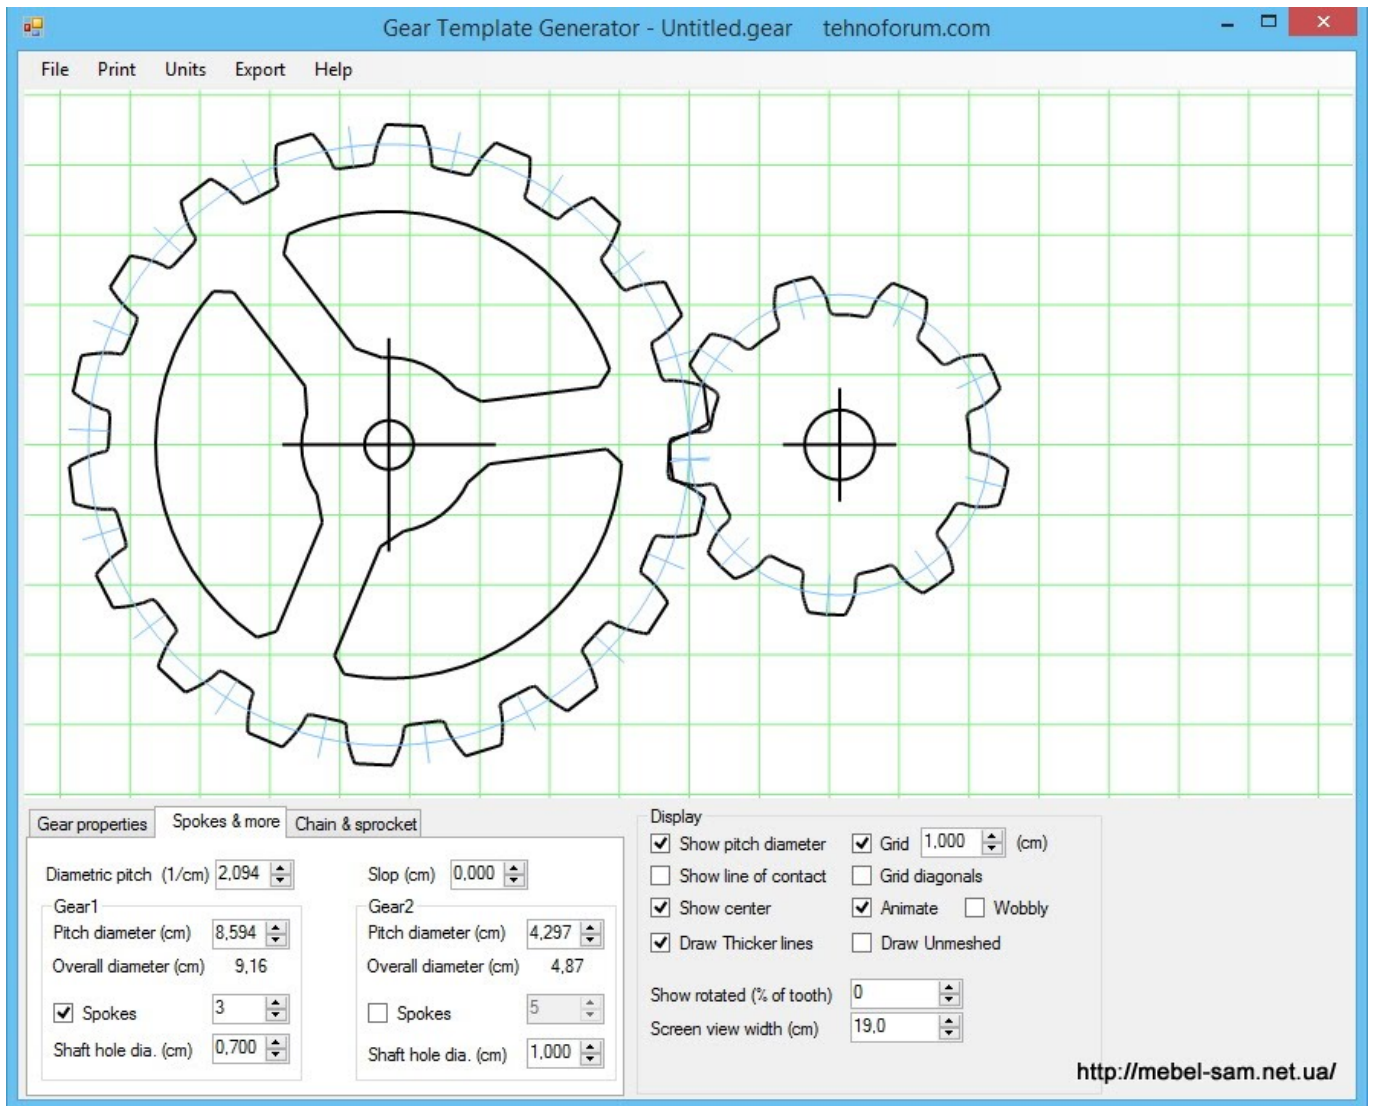 Gear Template Generator - Untitled.gear tehnoforum.com
File Print Units Export Help
Gear properties Spokes & more Chain & sprocket
Diametric pitch (1/cm) 2,094 Slop (cm) 0,000
Gear1
Pitch diameter (cm) 8,594
Overall diameter (cm) 9,16
Spokes 3
Shaft hole dia. (cm) 0,700
Gear2
Pitch diameter (cm) 4,297
Overall diameter (cm) 4,87
Spokes 5
Shaft hole dia. (cm) 1,000
Display
Show pitch diameter Grid 1,000 (cm)
Show line of contact Grid diagonals
Show center Animate Wobbly
Draw Thicker lines Draw Unmeshed
Show rotated (% of tooth) 0
Screen view width (cm) 19,0
http://mebel-sam.net.ua/